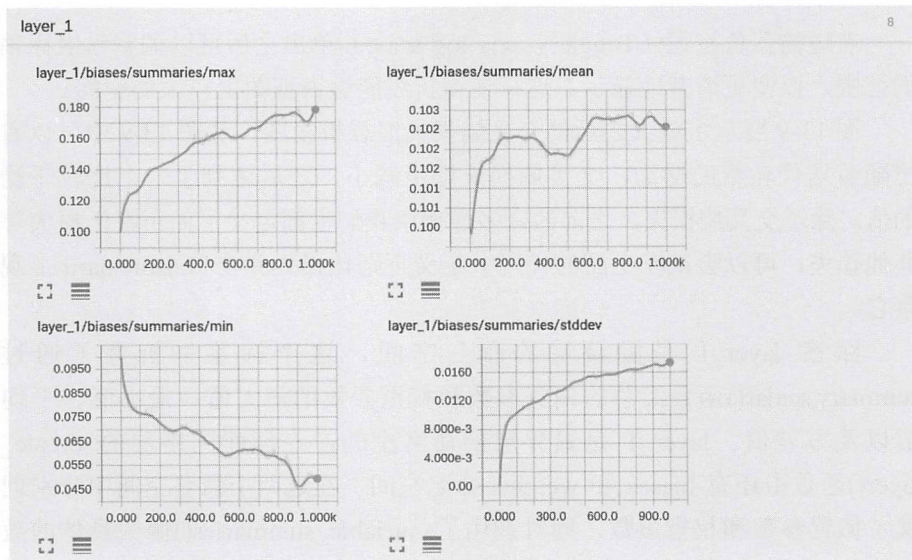 layer_1
8
layer_1/biases/summaries/max
0.180
0.160
0.140
0.120
0.100
0.000 200.0 400.0 600.0 800.0 1.000k
layer_1/biases/summaries/mean
0.103
0.102
0.102
0.101
0.101
0.100
0.000 200.0 400.0 600.0 800.0 1.000k
layer_1/biases/summaries/min
0.0950
0.0850
0.0750
0.0650
0.0550
0.0450
0.000 200.0 400.0 600.0 800.0 1.000k
layer_1/biases/summaries/stddev
0.0160
0.0120
8.000e-3
4.000e-3
0.00
300.0 600.0 900.0